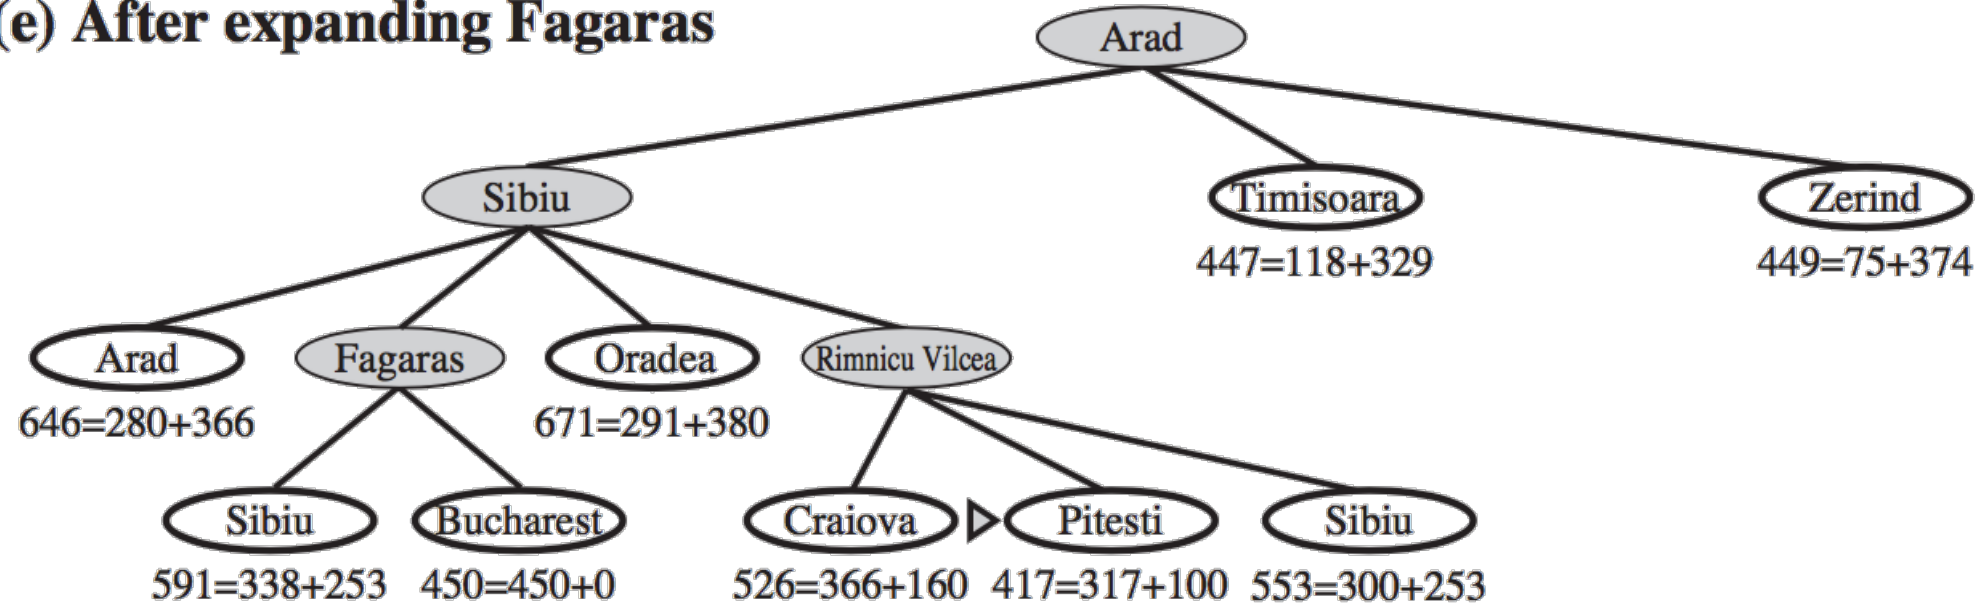 (e) After expanding Fagaras
Arad
Sibiu
Timisoara
Zerind
447=118+329
449=75+374
Arad
Fagaras
Oradea
Rimnicu Vilcea
646=280+366
671=291+380
Sibiu
Bucharest
Craiova
Pitesti
Sibiu
591=338+253
450=450+0
526=366+160
417=317+100
553=300+253